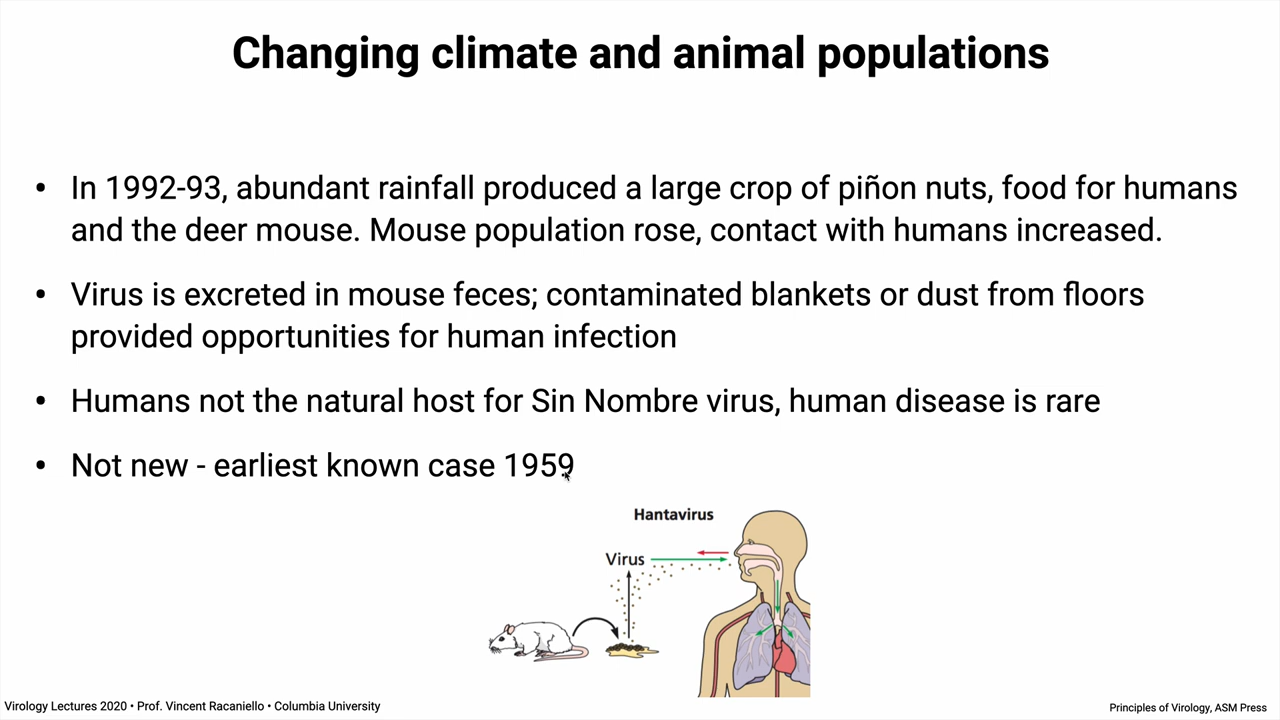 Changing climate and animal populations
• In 1992-93, abundant rainfall produced a large crop of piñon nuts, food for humans
and the deer mouse. Mouse population rose, contact with humans increased.
• Virus is excreted in mouse feces; contaminated blankets or dust from floors
provided opportunities for human infection
• Humans not the natural host for Sin Nombre virus, human disease is rare
• Not new - earliest known case 1959
Hantavirus
Virus
Virology Lectures 2020 • Prof. Vincent Racaniello • Columbia University
Principles of Virology, ASM Press